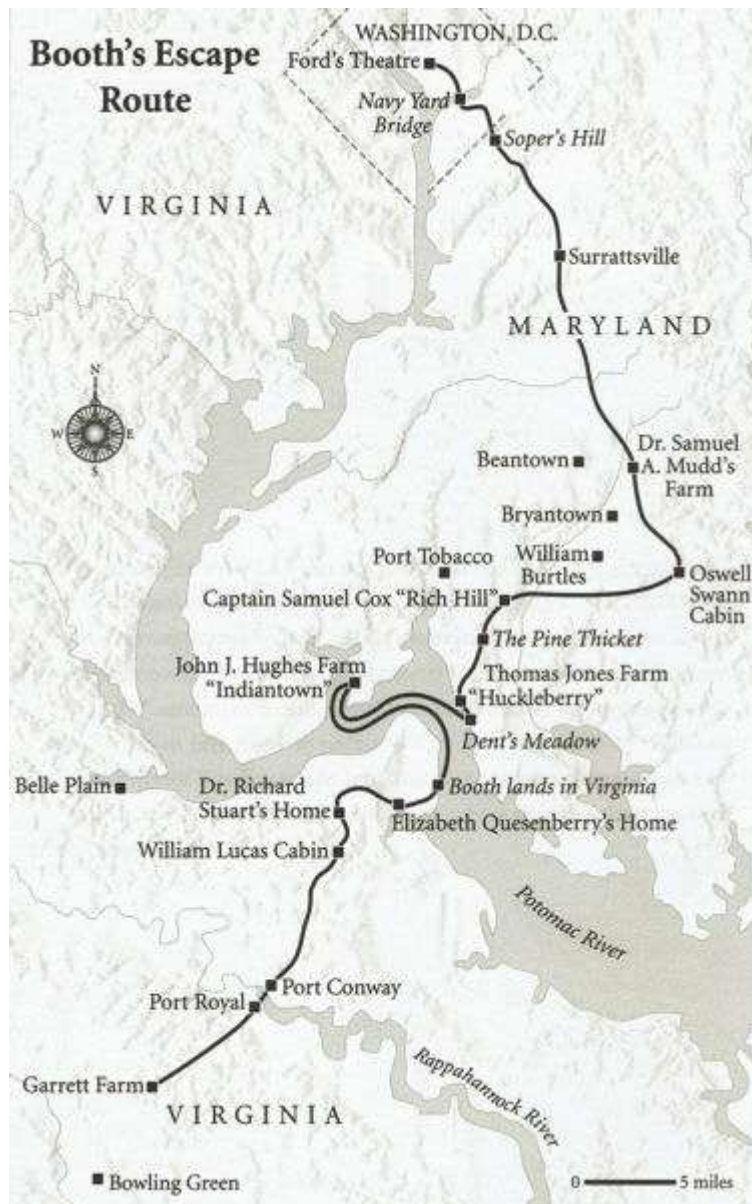 Booth's Escape
Route
WASHINGTON, D.C.
Ford's Theatre
Navy Yard
Bridge
Soper's Hill
VIRGINIA
Surrattsville
MARYLAND
N
W
E
S
Beantown
Dr. Samuel
A. Mudd's
Farm
Bryantown
Port Tobacco
William
Burtles
Oswell
Swann
Cabin
Captain Samuel Cox "Rich Hill"
The Pine Thicket
John J. Hughes Farm
"Indiantown"
Thomas Jones Farm
"Huckleberry"
Dent's Meadow
Belle Plain
Dr. Richard
Stuart's Home
Booth lands in Virginia
Elizabeth Quesenberry's Home
William Lucas Cabin
Potomac River
Port Conway
Port Royal
Rappahannock River
Garrett Farm
VIRGINIA
Bowling Green
0 5 miles